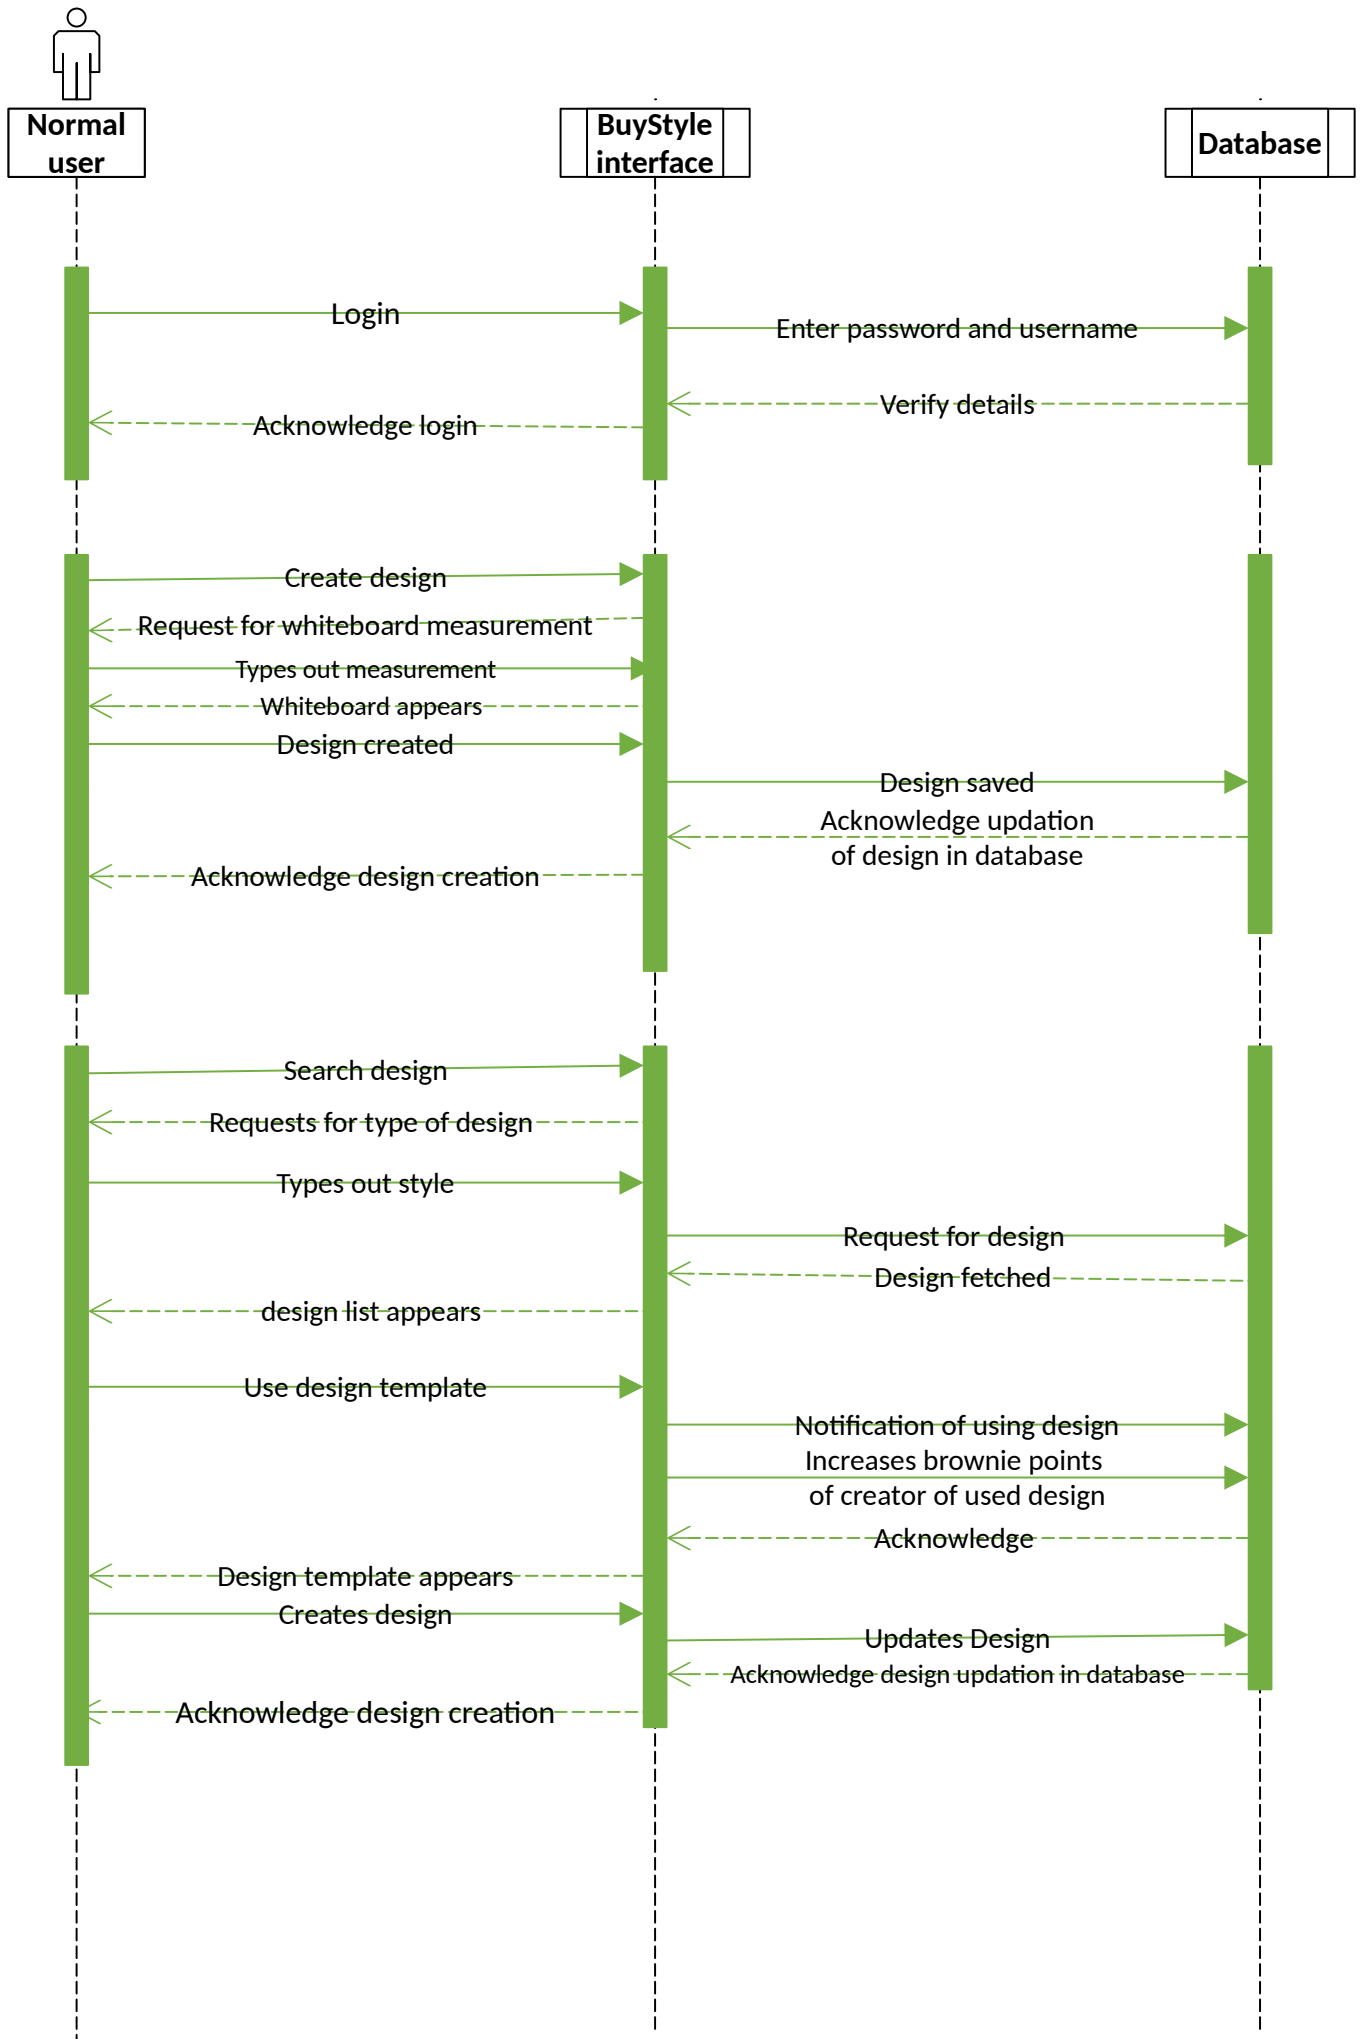 Normal
user
BuyStyle
interface
Database
Login
Enter password and username
Verify details
Acknowledge login
Create design
Request for whiteboard measurement
Types out measurement
Whiteboard appears
Design created
Design saved
Acknowledge updation
of design in database
Acknowledge design creation
Search design
Requests for type of design
Types out style
Request for design
Design fetched
design list appears
Use design template
Notification of using design
Increases brownie points
of creator of used design
Acknowledge
Design template appears
Creates design
Updates Design
Acknowledge design updation in database
Acknowledge design creation